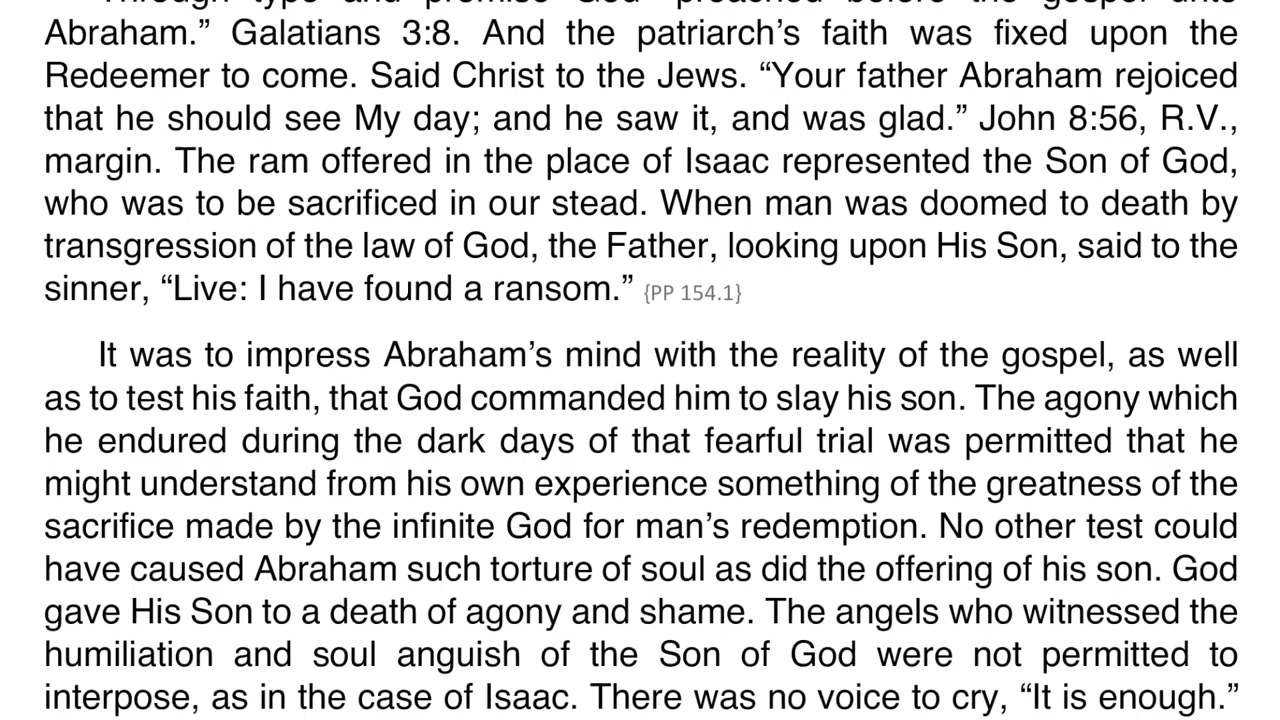 Through type and promise God "preached before the gospel unto
Abraham.” Galatians 3:8. And the patriarch’s faith was fixed upon the
Redeemer to come. Said Christ to the Jews. “Your father Abraham rejoiced
that he should see My day; and he saw it, and was glad.” John 8:56, R.V.,
margin. The ram offered in the place of Isaac represented the Son of God,
who was to be sacrificed in our stead. When man was doomed to death by
transgression of the law of God, the Father, looking upon His Son, said to the
sinner, “Live: I have found a ransom.” {PP 154.1}
It was to impress Abraham’s mind with the reality of the gospel, as well
as to test his faith, that God commanded him to slay his son. The agony which
he endured during the dark days of that fearful trial was permitted that he
might understand from his own experience something of the greatness of the
sacrifice made by the infinite God for man’s redemption. No other test could
have caused Abraham such torture of soul as did the offering of his son. God
gave His Son to a death of agony and shame. The angels who witnessed the
humiliation and soul anguish of the Son of God were not permitted to
interpose, as in the case of Isaac. There was no voice to cry, “It is enough.”